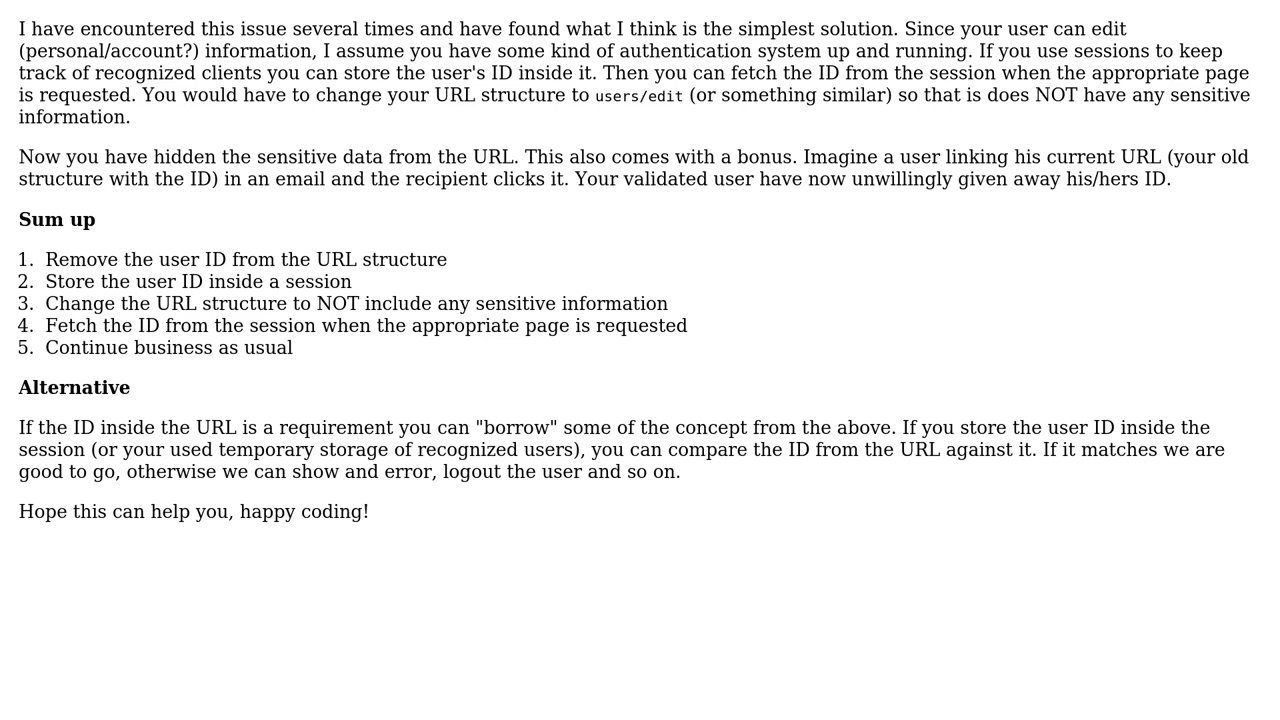 I have encountered this issue several times and have found what I think is the simplest solution. Since your user can edit
(personal/account?) information, I assume you have some kind of authentication system up and running. If you use sessions to keep
track of recognized clients you can store the user's ID inside it. Then you can fetch the ID from the session when the appropriate page
is requested. You would have to change your URL structure to users/edit (or something similar) so that is does NOT have any sensitive
information.
Now you have hidden the sensitive data from the URL. This also comes with a bonus. Imagine a user linking his current URL (your old
structure with the ID) in an email and the recipient clicks it. Your validated user have now unwillingly given away his/hers ID.
Sum up
1. Remove the user ID from the URL structure
2. Store the user ID inside a session
3. Change the URL structure to NOT include any sensitive information
4. Fetch the ID from the session when the appropriate page is requested
5. Continue business as usual
Alternative
If the ID inside the URL is a requirement you can "borrow" some of the concept from the above. If you store the user ID inside the
session (or your used temporary storage of recognized users), you can compare the ID from the URL against it. If it matches we are
good to go, otherwise we can show and error, logout the user and so on.
Hope this can help you, happy coding!